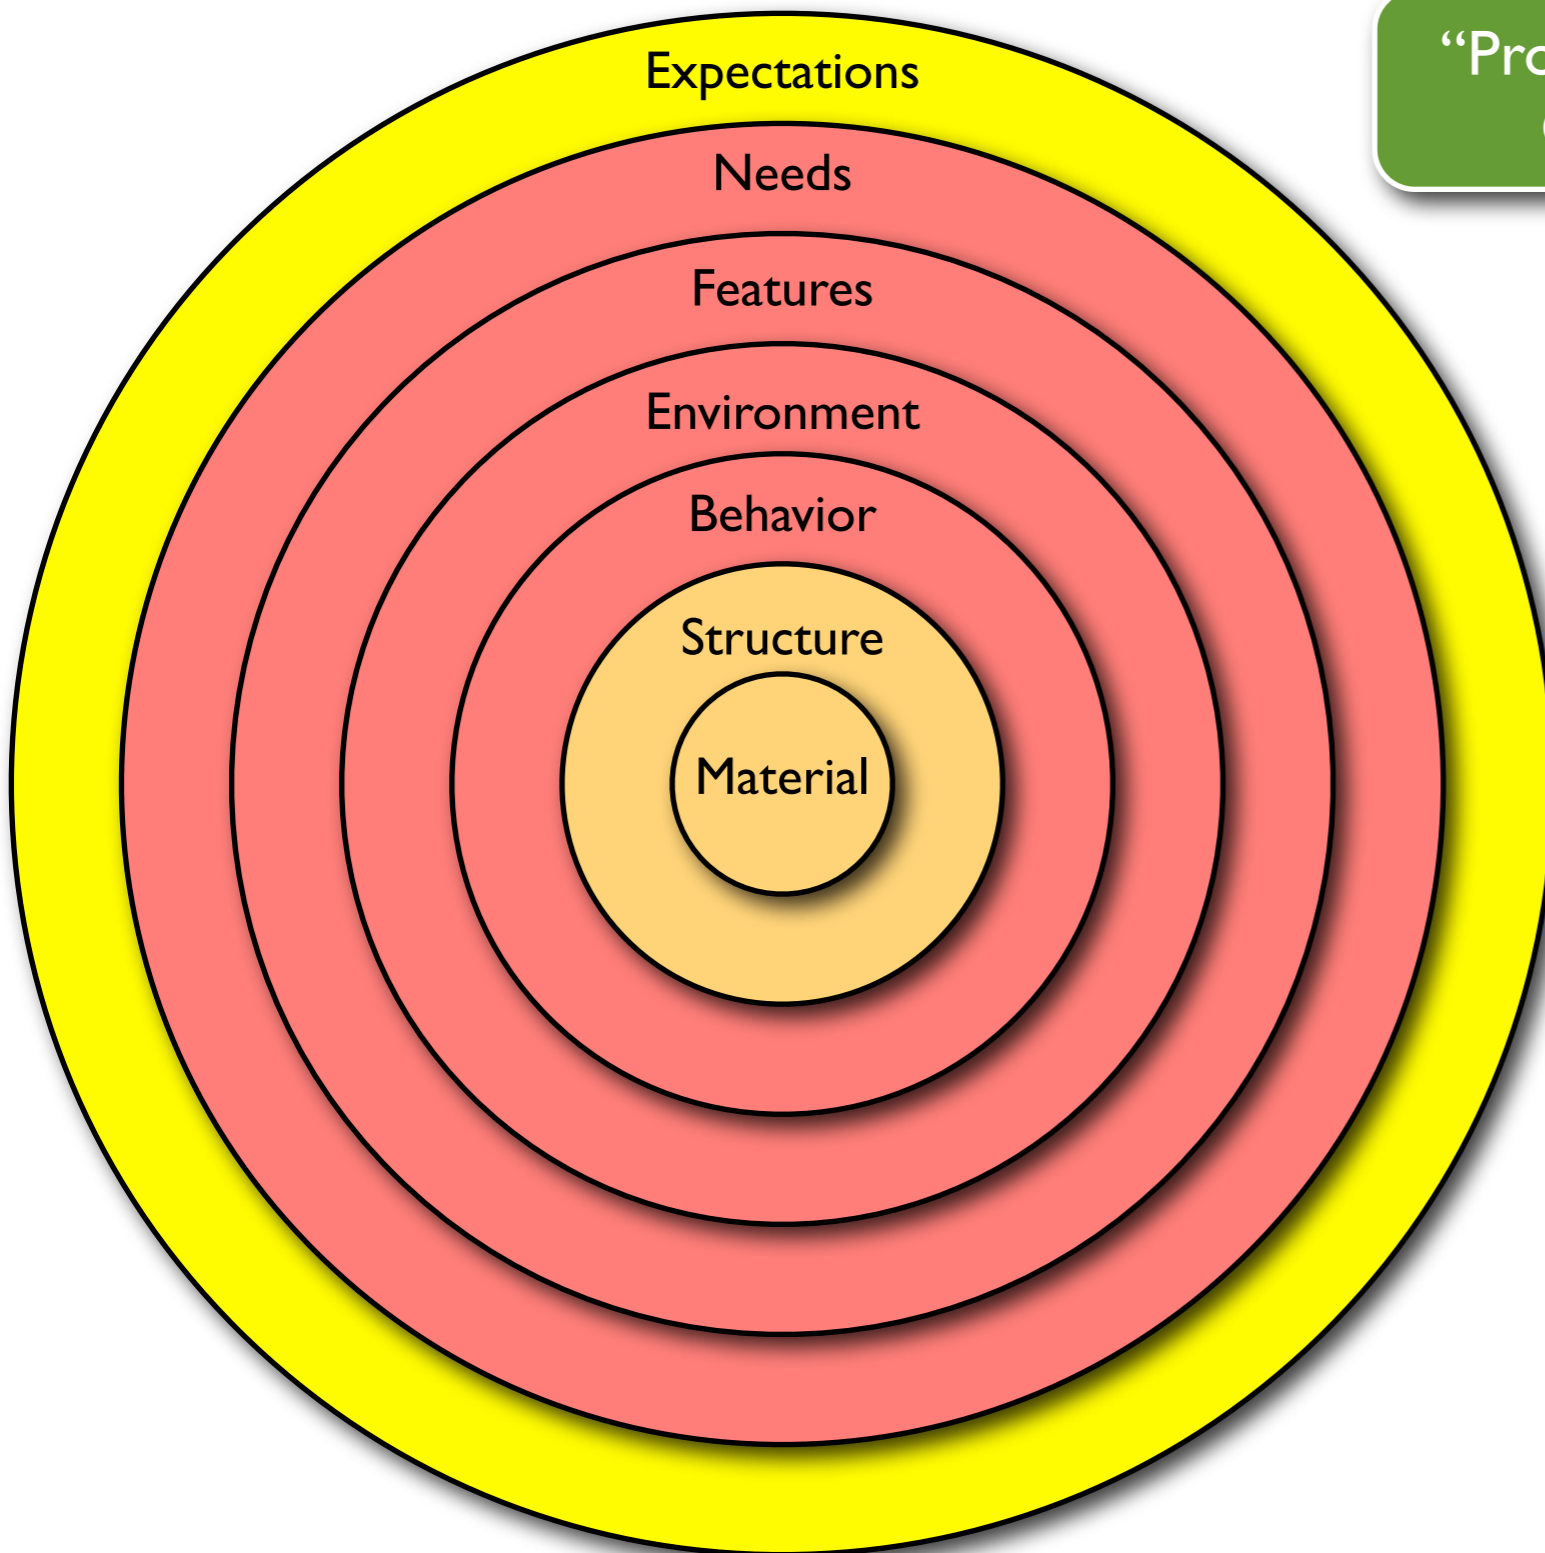 Expectations
Needs
Features
Environment
Behavior
Structure
Material